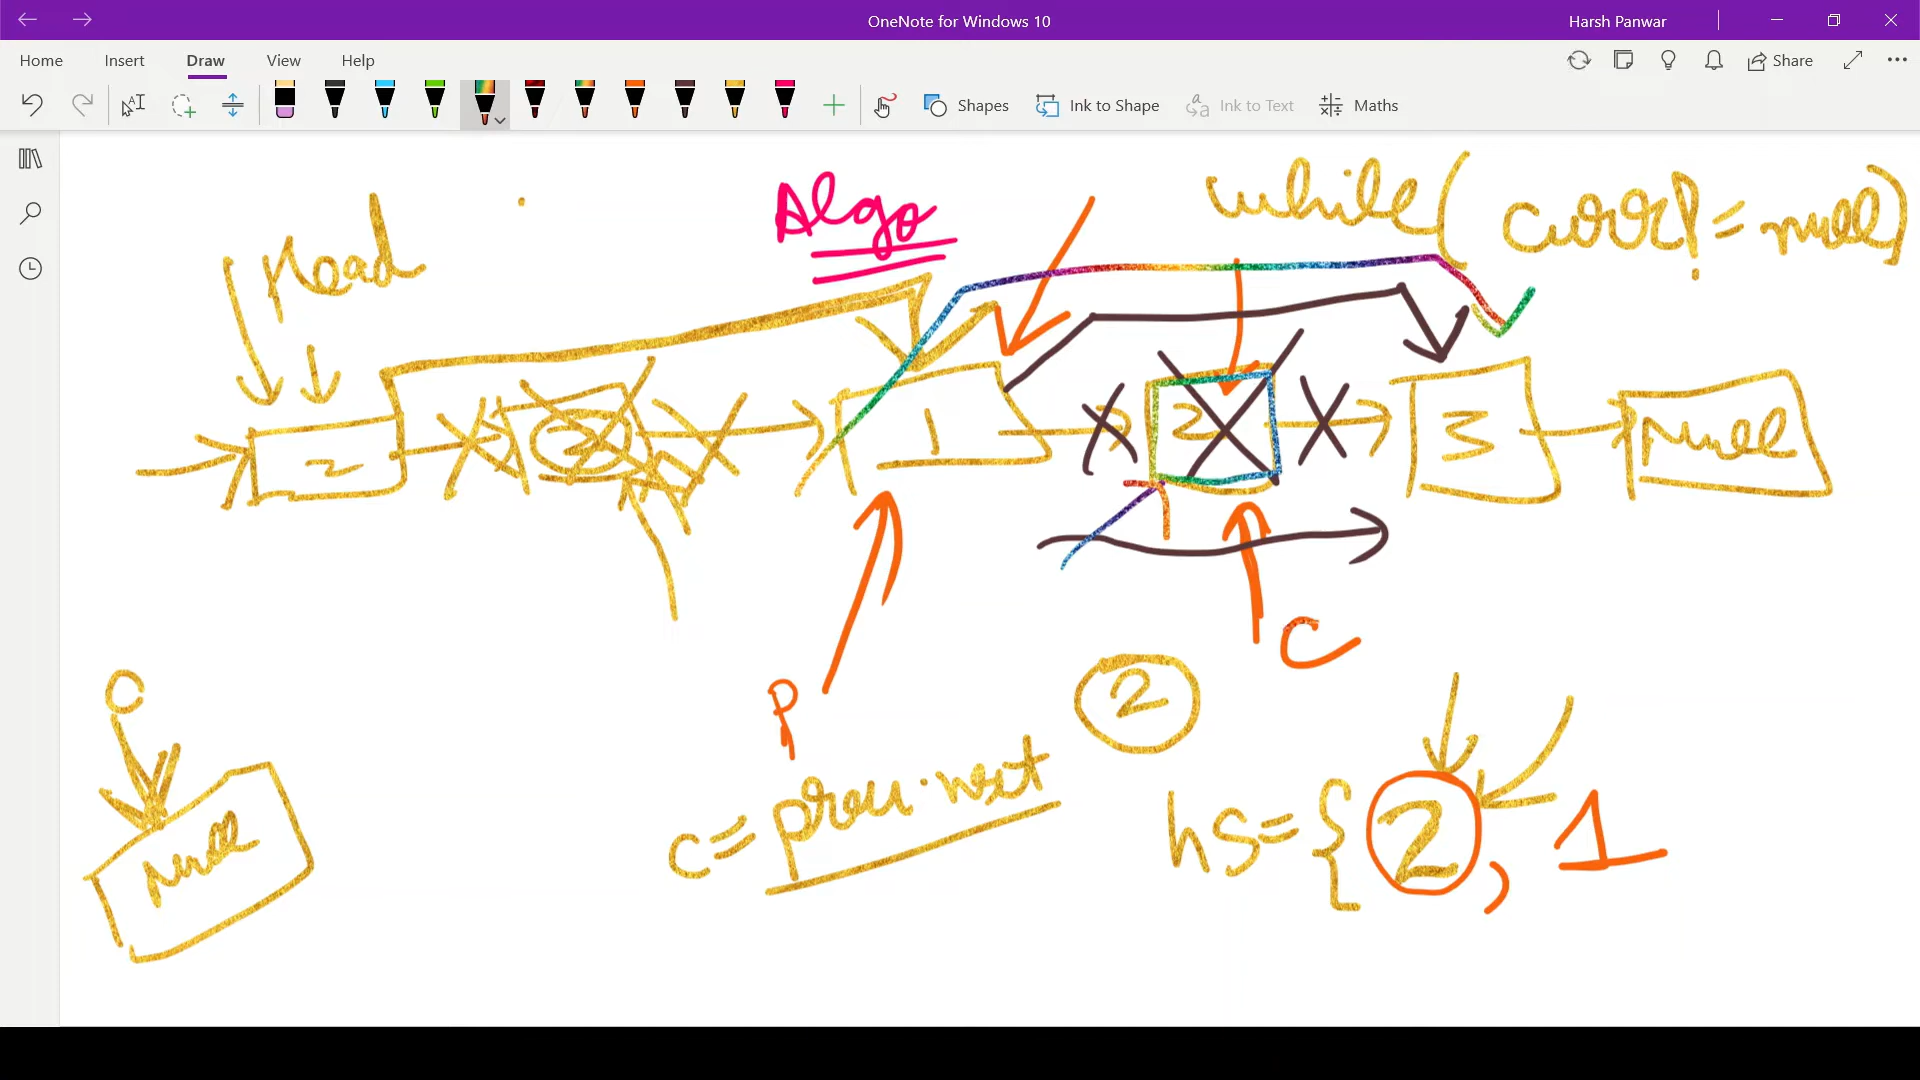 OneNote for Windows 10
Harsh Panwar
Home Insert Draw View Help
Share
Shapes Ink to Shape Ink to Text Maths
Algo
while( curr != null)
Head
2 2 1 2 3 Null
C
P
2
C
c = prev.next
hs = { 2, 1
Null